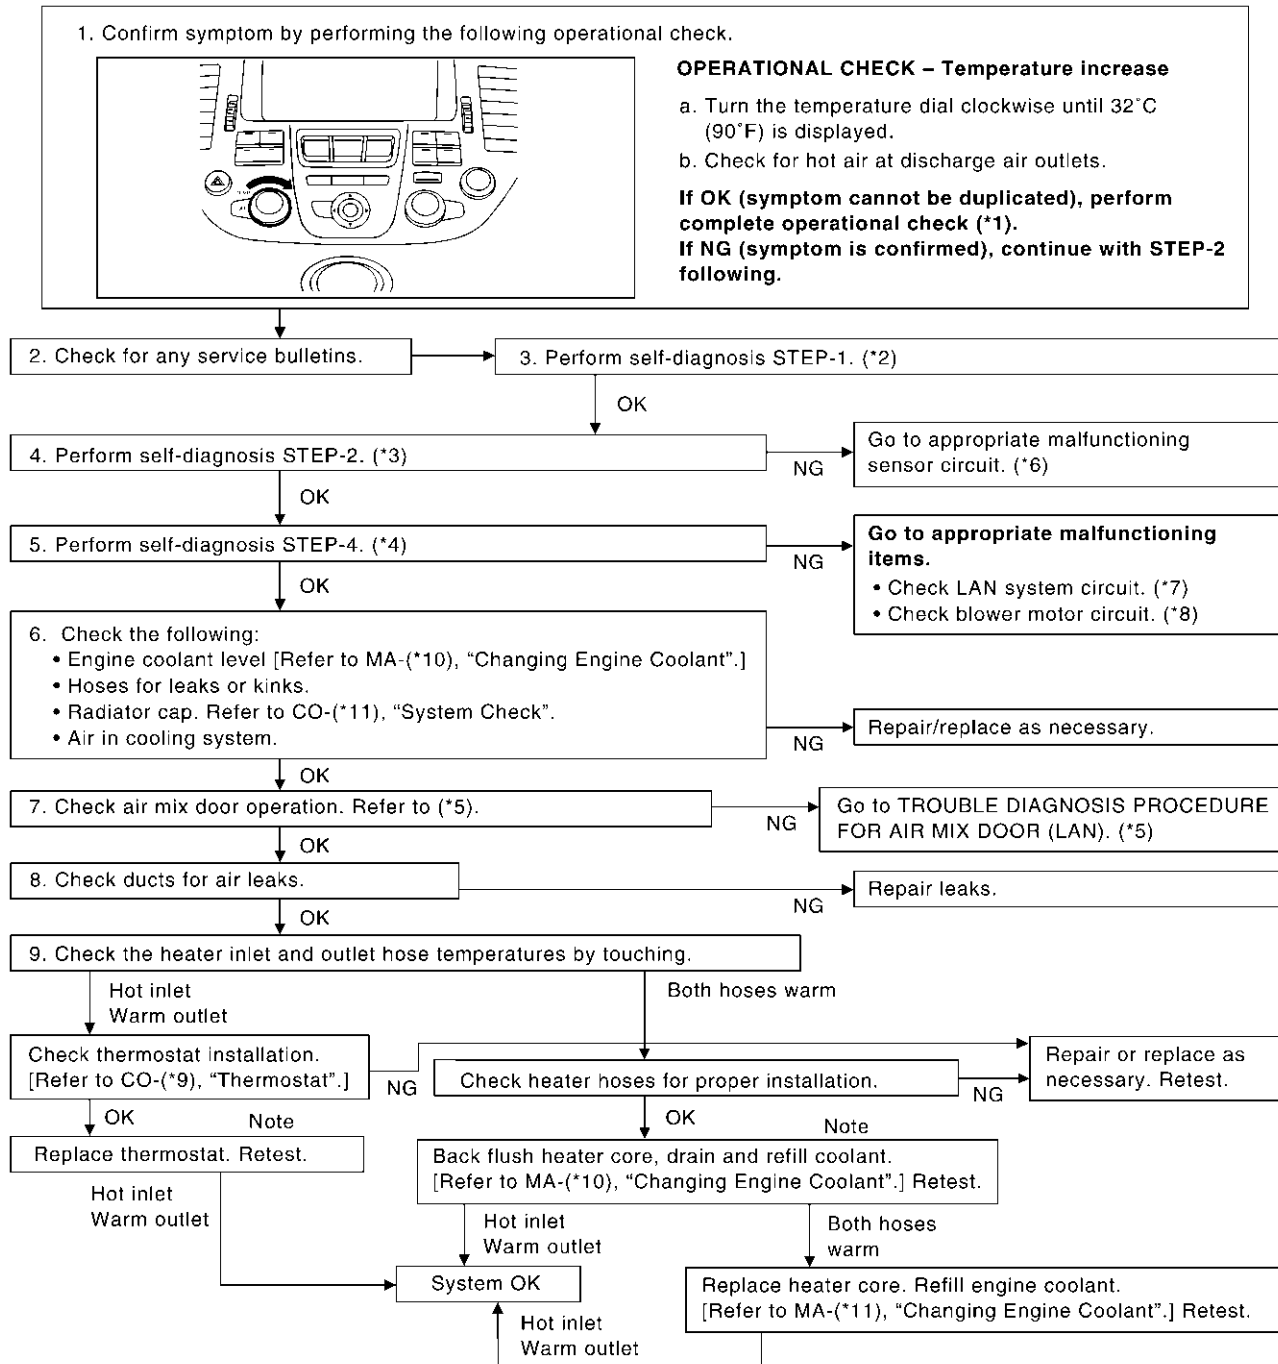 1. Confirm symptom by performing the following operational check.
OPERATIONAL CHECK – Temperature increase
a. Turn the temperature dial clockwise until 32˚C
(90˚F) is displayed.
b. Check for hot air at discharge air outlets.
If OK (symptom cannot be duplicated), perform
complete operational check (*1).
If NG (symptom is confirmed), continue with STEP-2
following.
2. Check for any service bulletins.
3. Perform self-diagnosis STEP-1. (*2)
OK
4. Perform self-diagnosis STEP-2. (*3)
NG
Go to appropriate malfunctioning
sensor circuit. (*6)
OK
5. Perform self-diagnosis STEP-4. (*4)
NG
Go to appropriate malfunctioning
items.
• Check LAN system circuit. (*7)
• Check blower motor circuit. (*8)
OK
6. Check the following:
• Engine coolant level [Refer to MA-(*10), “Changing Engine Coolant”.]
• Hoses for leaks or kinks.
• Radiator cap. Refer to CO-(*11), “System Check”.
• Air in cooling system.
NG
Repair/replace as necessary.
OK
7. Check air mix door operation. Refer to (*5).
NG
Go to TROUBLE DIAGNOSIS PROCEDURE
FOR AIR MIX DOOR (LAN). (*5)
OK
8. Check ducts for air leaks.
NG
Repair leaks.
OK
9. Check the heater inlet and outlet hose temperatures by touching.
Hot inlet
Warm outlet
Both hoses warm
Check thermostat installation.
[Refer to CO-(*9), “Thermostat”.]
NG
Check heater hoses for proper installation.
NG
Repair or replace as
necessary. Retest.
OK
Note
Replace thermostat. Retest.
OK
Note
Back flush heater core, drain and refill coolant.
[Refer to MA-(*10), “Changing Engine Coolant”.] Retest.
Hot inlet
Warm outlet
Hot inlet
Warm outlet
Both hoses
warm
System OK
Replace heater core. Refill engine coolant.
[Refer to MA-(*11), “Changing Engine Coolant”.] Retest.
Hot inlet
Warm outlet